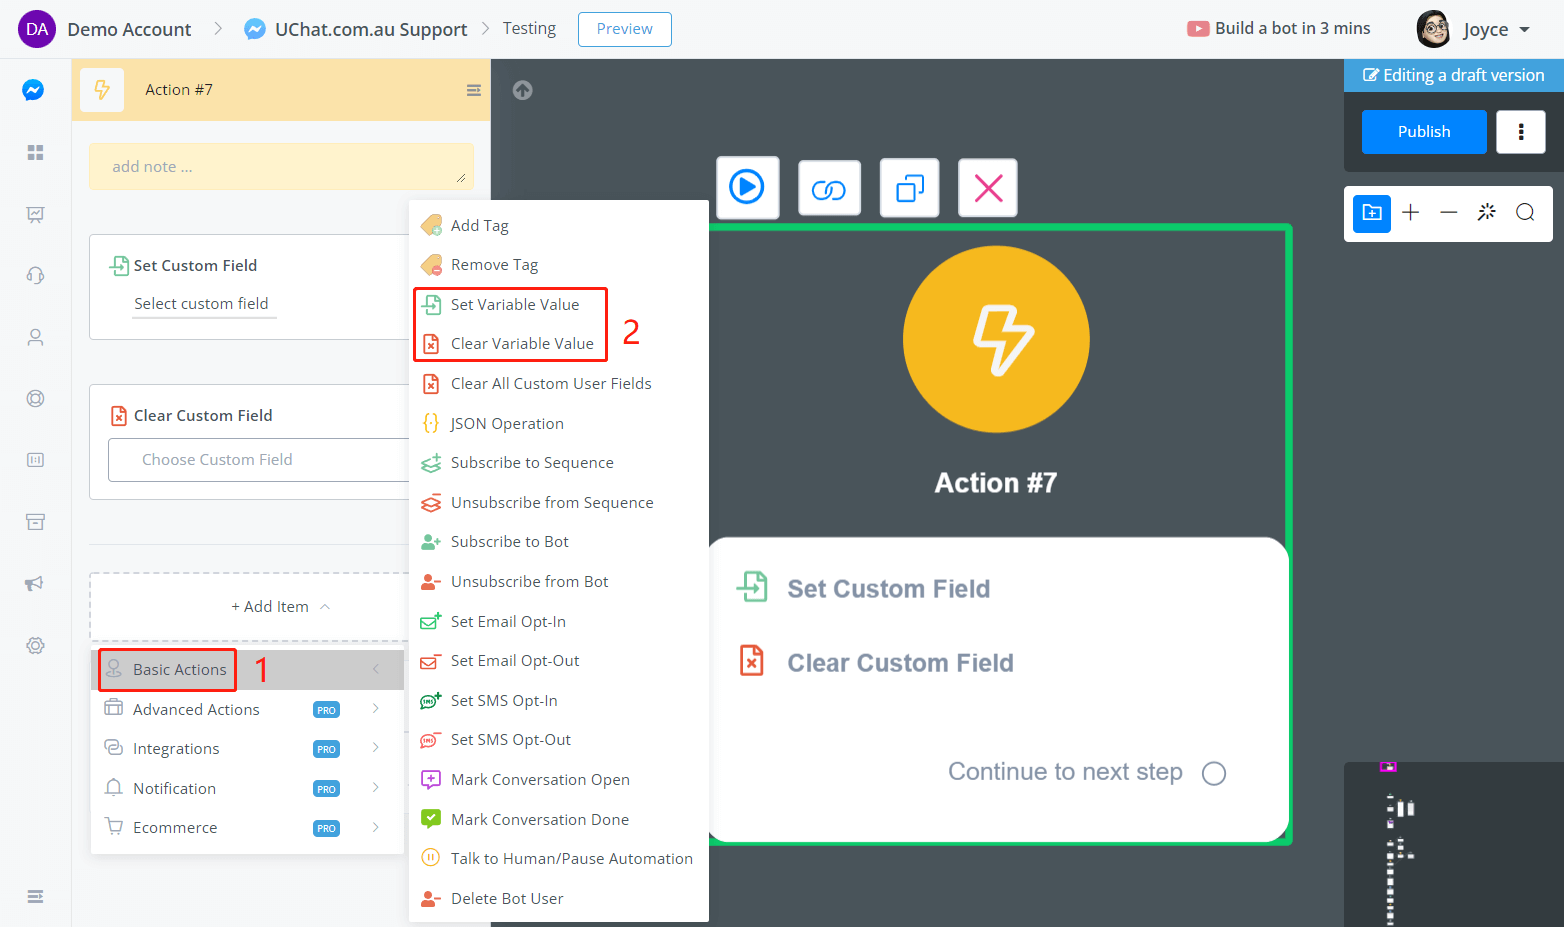 DA Demo Account UChat.com.au Support Testing Preview Build a bot in 3 mins Joyce
Action #7
Editing a draft version
Publish
add note ...
Set Custom Field
Select custom field
Clear Custom Field
Choose Custom Field
+ Add Item
Basic Actions 1
Advanced Actions PRO
Integrations PRO
Notification PRO
Ecommerce PRO
Add Tag
Remove Tag
Set Variable Value
2
Clear Variable Value
Clear All Custom User Fields
JSON Operation
Subscribe to Sequence
Unsubscribe from Sequence
Subscribe to Bot
Unsubscribe from Bot
Set Email Opt-In
Set Email Opt-Out
SMS Set SMS Opt-In
SMS Set SMS Opt-Out
Mark Conversation Open
Mark Conversation Done
Talk to Human/Pause Automation
Delete Bot User
Action #7
Set Custom Field
Clear Custom Field
Continue to next step